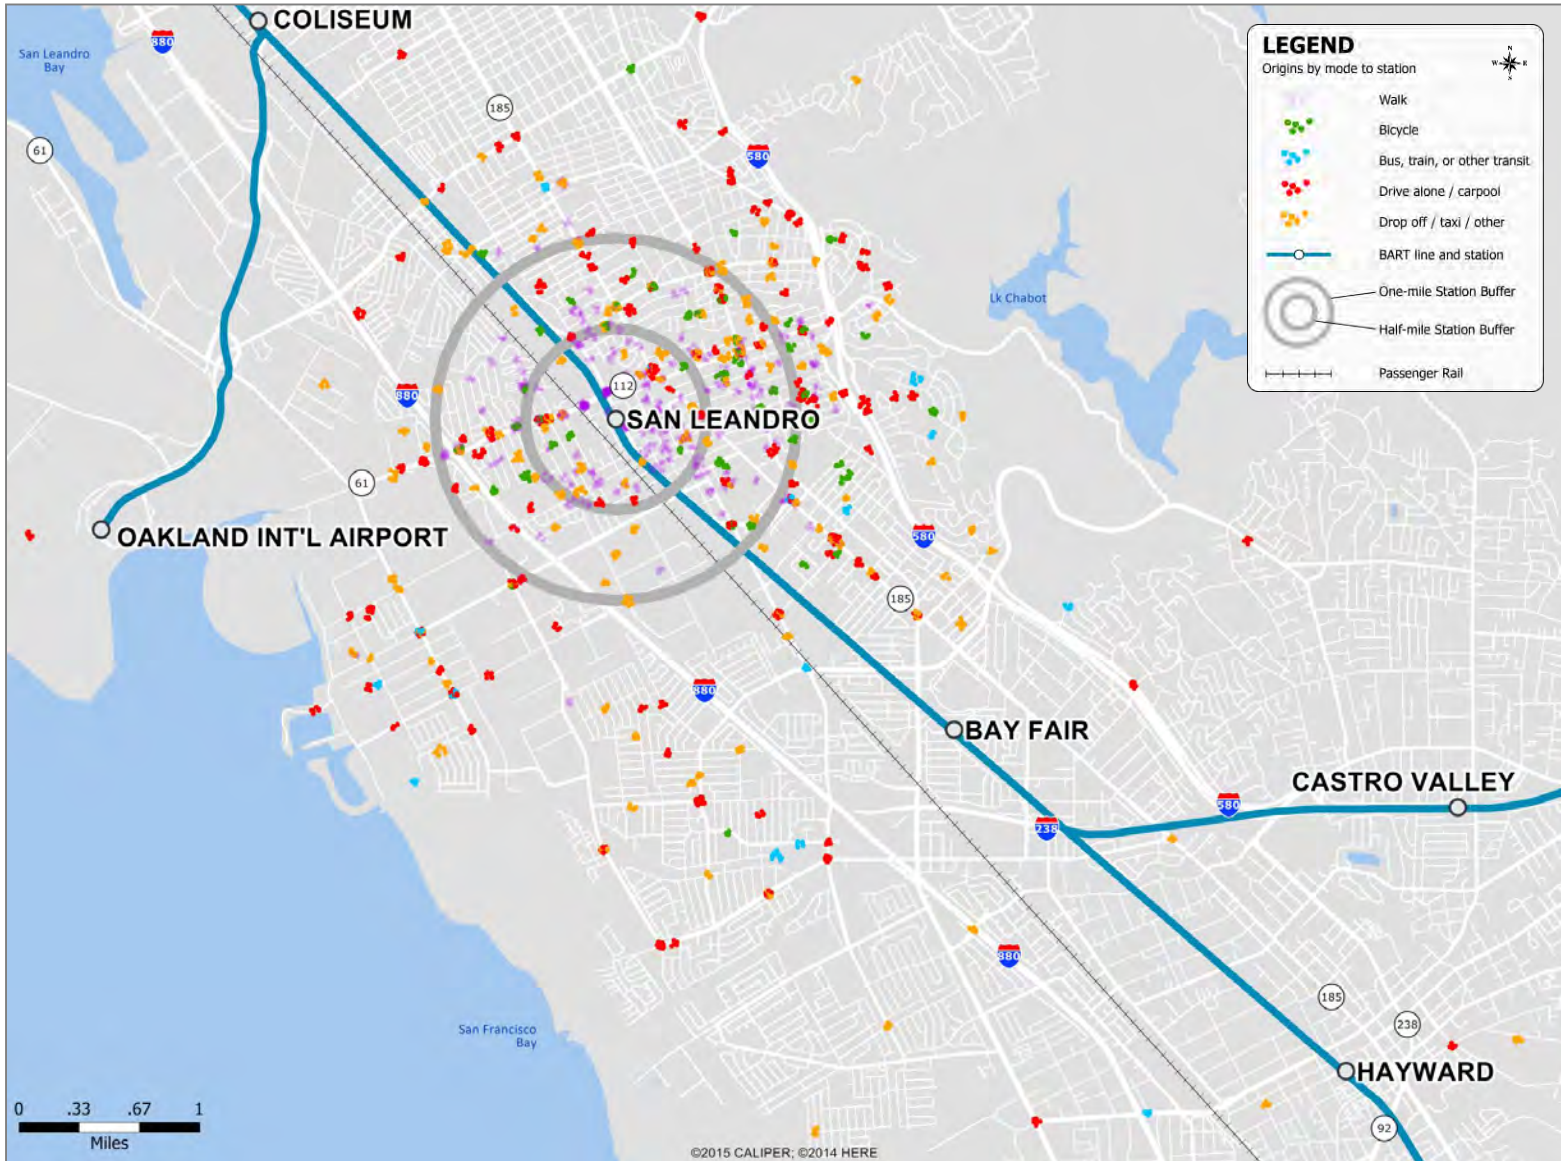 COLISEUM
880
San Leandro
Bay
185
61
580
LEGEND
Origins by mode to station
N
W
E
S
Walk
Bicycle
Bus, train, or other transit
Drive alone / carpool
Drop off / taxi / other
BART line and station
One-mile Station Buffer
Half-mile Station Buffer
Passenger Rail
Lk Chabot
112
880
SAN LEANDRO
61
OAKLAND INT'L AIRPORT
580
185
880
BAY FAIR
CASTRO VALLEY
580
238
880
185
238
San Francisco
Bay
HAYWARD
92
0 .33 .67 1
Miles
©2015 CALIPER; ©2014 HERE